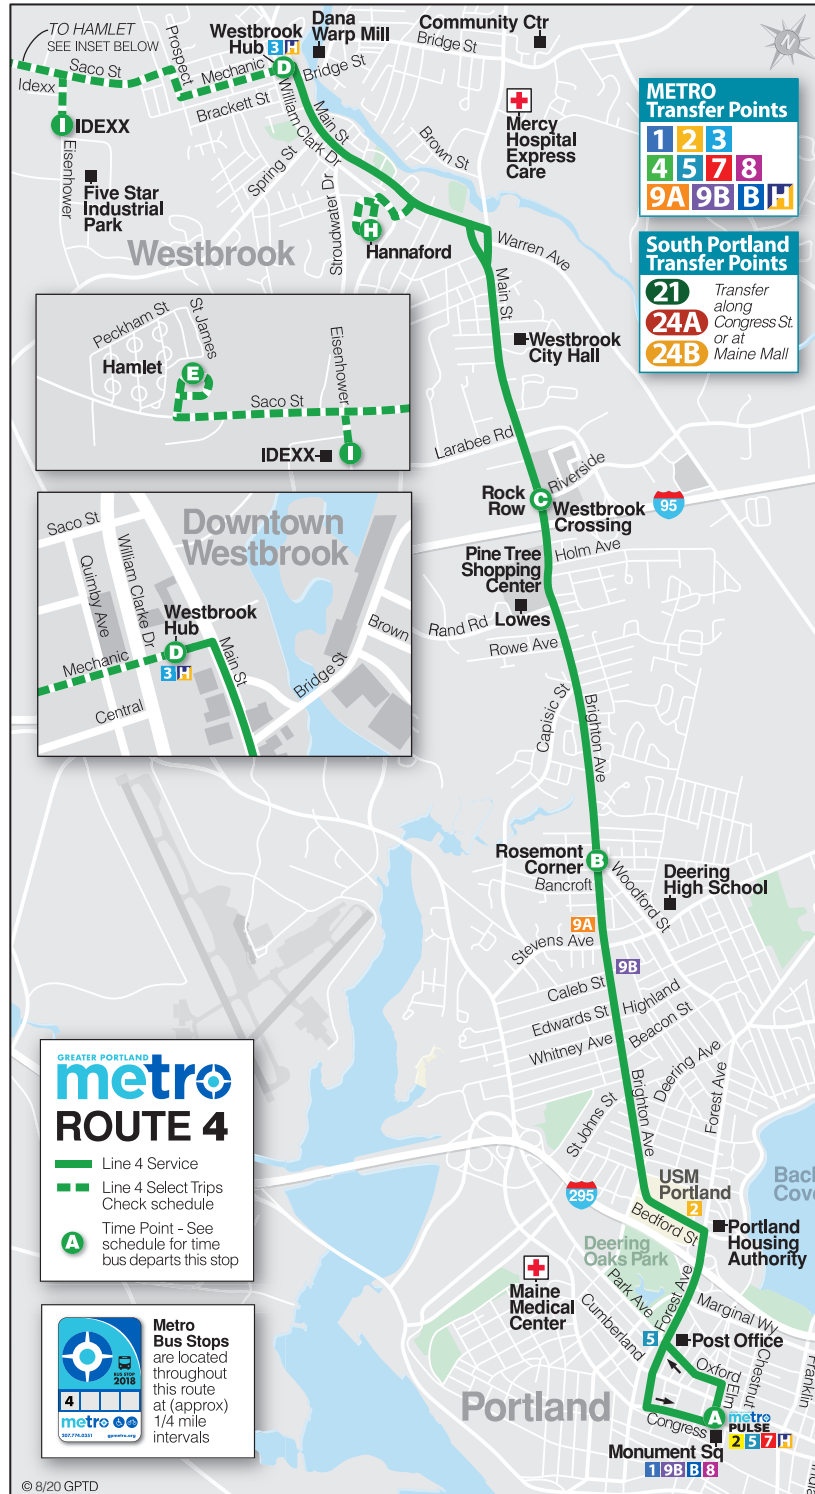 TO HAMLET
SEE INSET BELOW
Idexx
Saco St
Prospect
Mechanic
Westbrook
Hub
3 H
D
Dana
Warp Mill
Bridge St
Community Ctr
Bridge St
N
I
IDEXX
Eisenhower
Brackett St
William Clark Dr
Main St
Spring St
Stroudwater Dr
Five Star
Industrial
Park
Westbrook
H
Hannaford
Brown St
Mercy
Hospital
Express
Care
Warren Ave
Main St
METRO
Transfer Points
1 2 3
4 5 7 8
9A 9B B H
South Portland
Transfer Points
21
24A
24B
Transfer
along
Congress St.
or at
Maine Mall
Westbrook
City Hall
Peckham St
St James
Eisenhower
Hamlet
E
Saco St
IDEXX
I
Larabee Rd
Riverside
Rock
Row
C
Westbrook
Crossing
95
Pine Tree
Shopping
Center
Holm Ave
Lowes
Rand Rd
Rowe Ave
Saco St
Downtown
Westbrook
Quimby Ave
William Clarke Dr
Westbrook
Hub
D
3 H
Mechanic
Main St
Central
Bridge St
Brown
Capisic St
Brighton Ave
Rosemont
Corner
B
Bancroft
Woodford St
Deering
High School
9A
Stevens Ave
9B
Caleb St
Highland
Edwards St
Beacon St
Whitney Ave
Deering Ave
Brighton Ave
Forest Ave
St Johns St
GREATER PORTLAND
metro
ROUTE 4
Line 4 Service
Line 4 Select Trips
Check schedule
A
Time Point - See
schedule for time
bus departs this stop
295
USM
Portland
2
Bedford St
Back
Cove
Portland
Housing
Authority
Deering
Oaks Park
Park Ave
Forest Ave
Marginal Wy
Maine
Medical
Center
Cumberland
5
Post Office
Oxford
Elm
Chestnut
Franklin
Portland
Congress
A
metro
PULSE
2 5 7 H
Monument Sq
1 9B B 8
BUS STOP
2018
4
metro
207.774.0351
gpmetro.org
Metro
Bus Stops
are located
throughout
this route
at (approx)
1/4 mile
intervals
© 8/20 GPTD